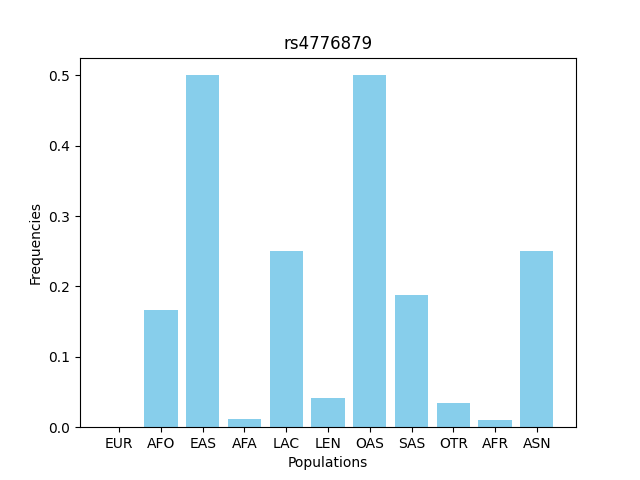 rs4776879
0.5
0.4
0.3
0.2
0.1
0.0
Frequencies
EUR AFO EAS AFA LAC LEN OAS SAS OTR AFR ASN
Populations